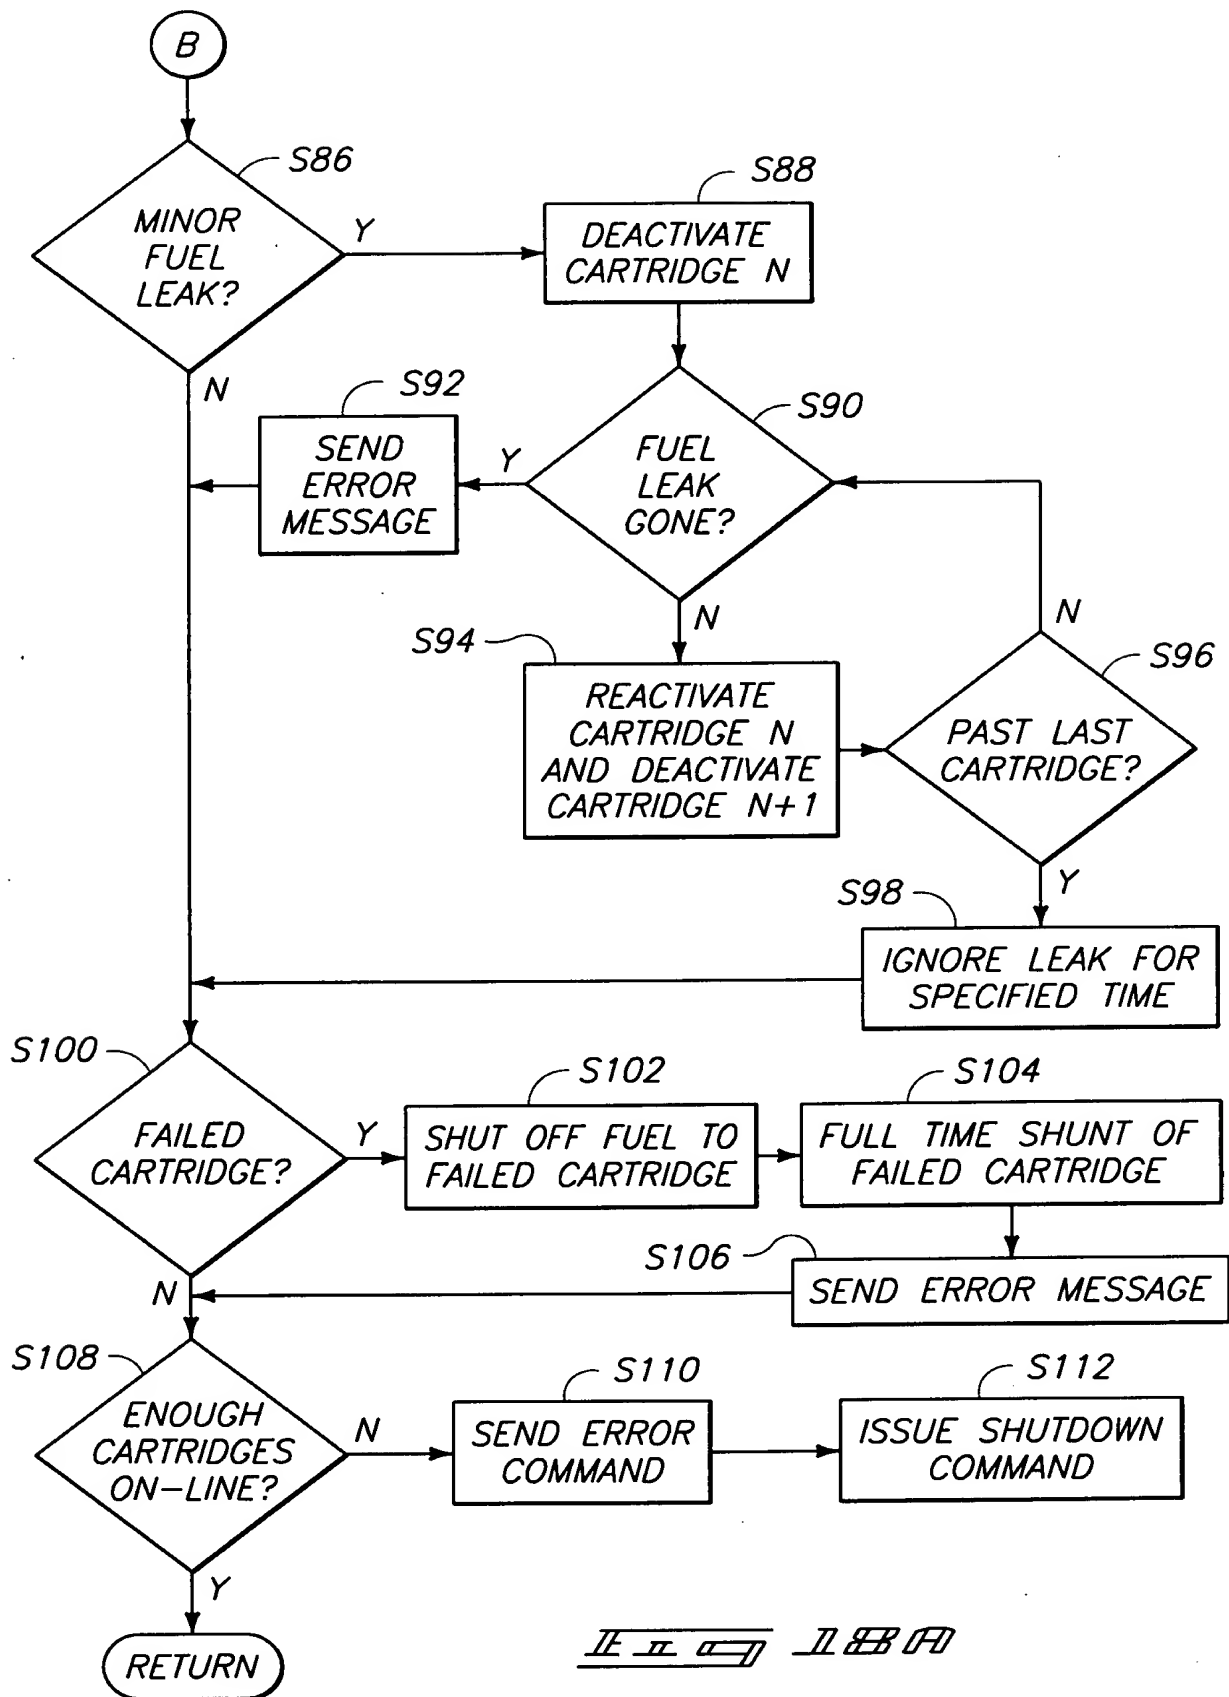 B
S86
MINOR
FUEL
LEAK?
Y
N
S88
DEACTIVATE
CARTRIDGE N
S92
SEND
ERROR
MESSAGE
Y
S90
FUEL
LEAK
GONE?
N
S94
REACTIVATE
CARTRIDGE N
AND DEACTIVATE
CARTRIDGE N+1
N
S96
PAST LAST
CARTRIDGE?
Y
S98
IGNORE LEAK FOR
SPECIFIED TIME
S100
FAILED
CARTRIDGE?
Y
N
S102
SHUT OFF FUEL TO
FAILED CARTRIDGE
S104
FULL TIME SHUNT OF
FAILED CARTRIDGE
S106
SEND ERROR MESSAGE
S108
ENOUGH
CARTRIDGES
ON-LINE?
N
Y
S110
SEND ERROR
COMMAND
S112
ISSUE SHUTDOWN
COMMAND
RETURN
FIG 18A